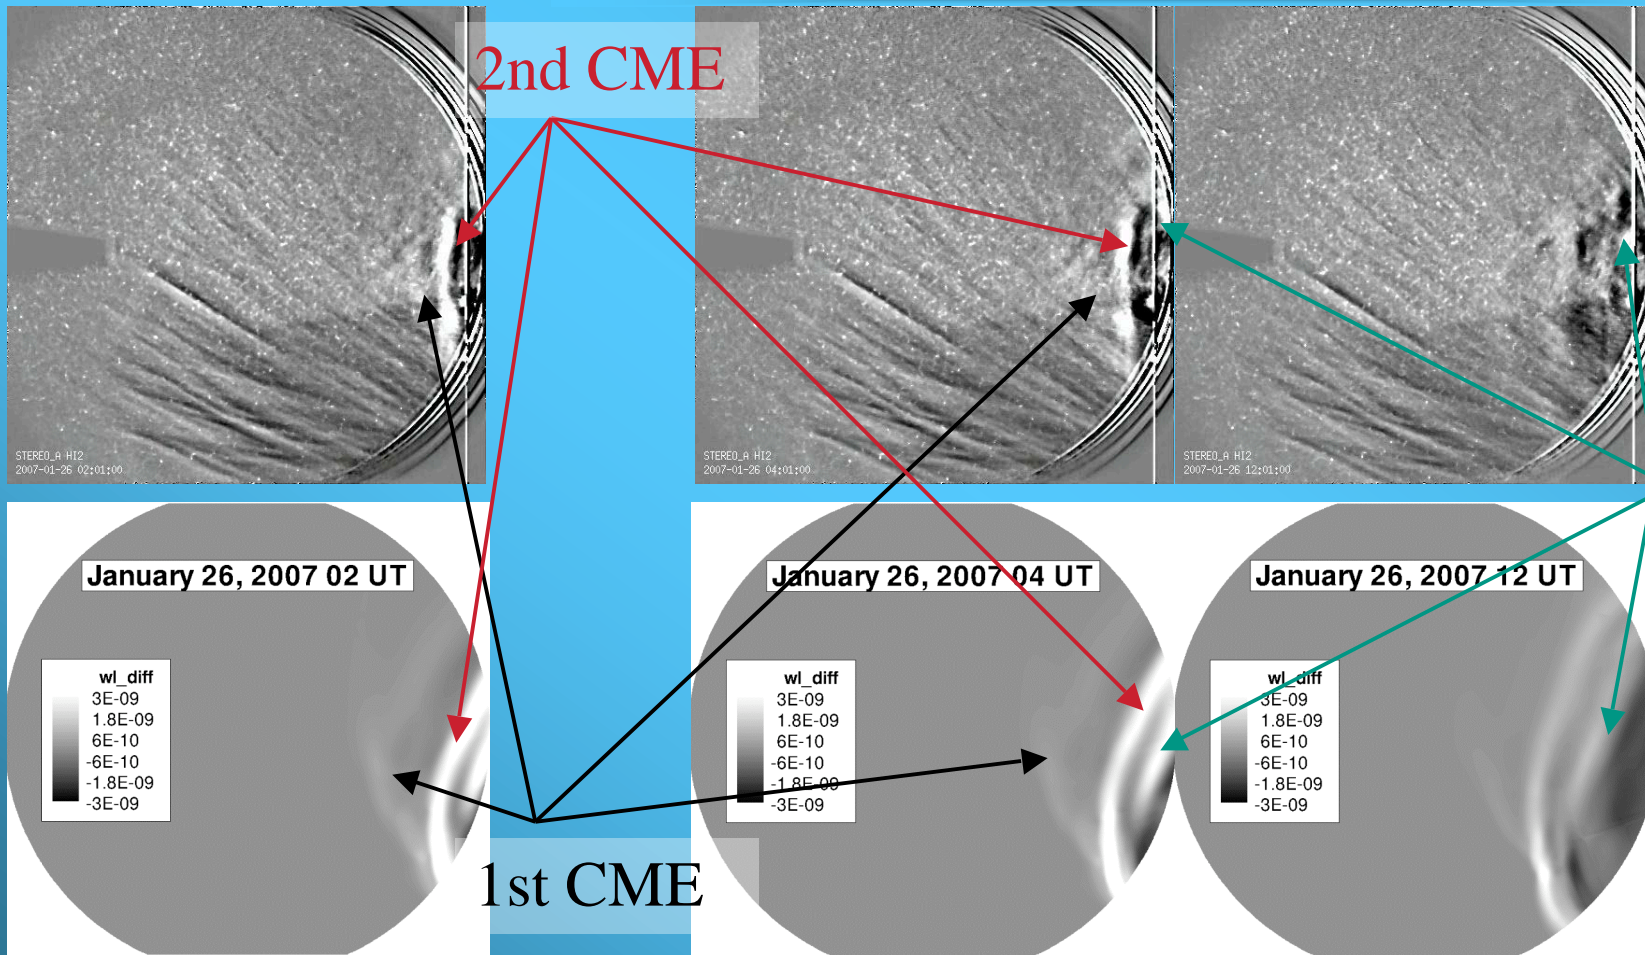 2nd CME
STEREO_A HI2
2007-01-26 02:01:00
STEREO_A HI2
2007-01-26 04:01:00
STEREO_A HI2
2007-01-26 12:01:00
January 26, 2007 02 UT
January 26, 2007 04 UT
January 26, 2007 12 UT
wl_diff
3E-09
1.8E-09
6E-10
-6E-10
-1.8E-09
-3E-09
wl_diff
3E-09
1.8E-09
6E-10
-6E-10
-1.8E-09
-3E-09
wl_diff
3E-09
1.8E-09
6E-10
-6E-10
-1.8E-09
-3E-09
1st CME